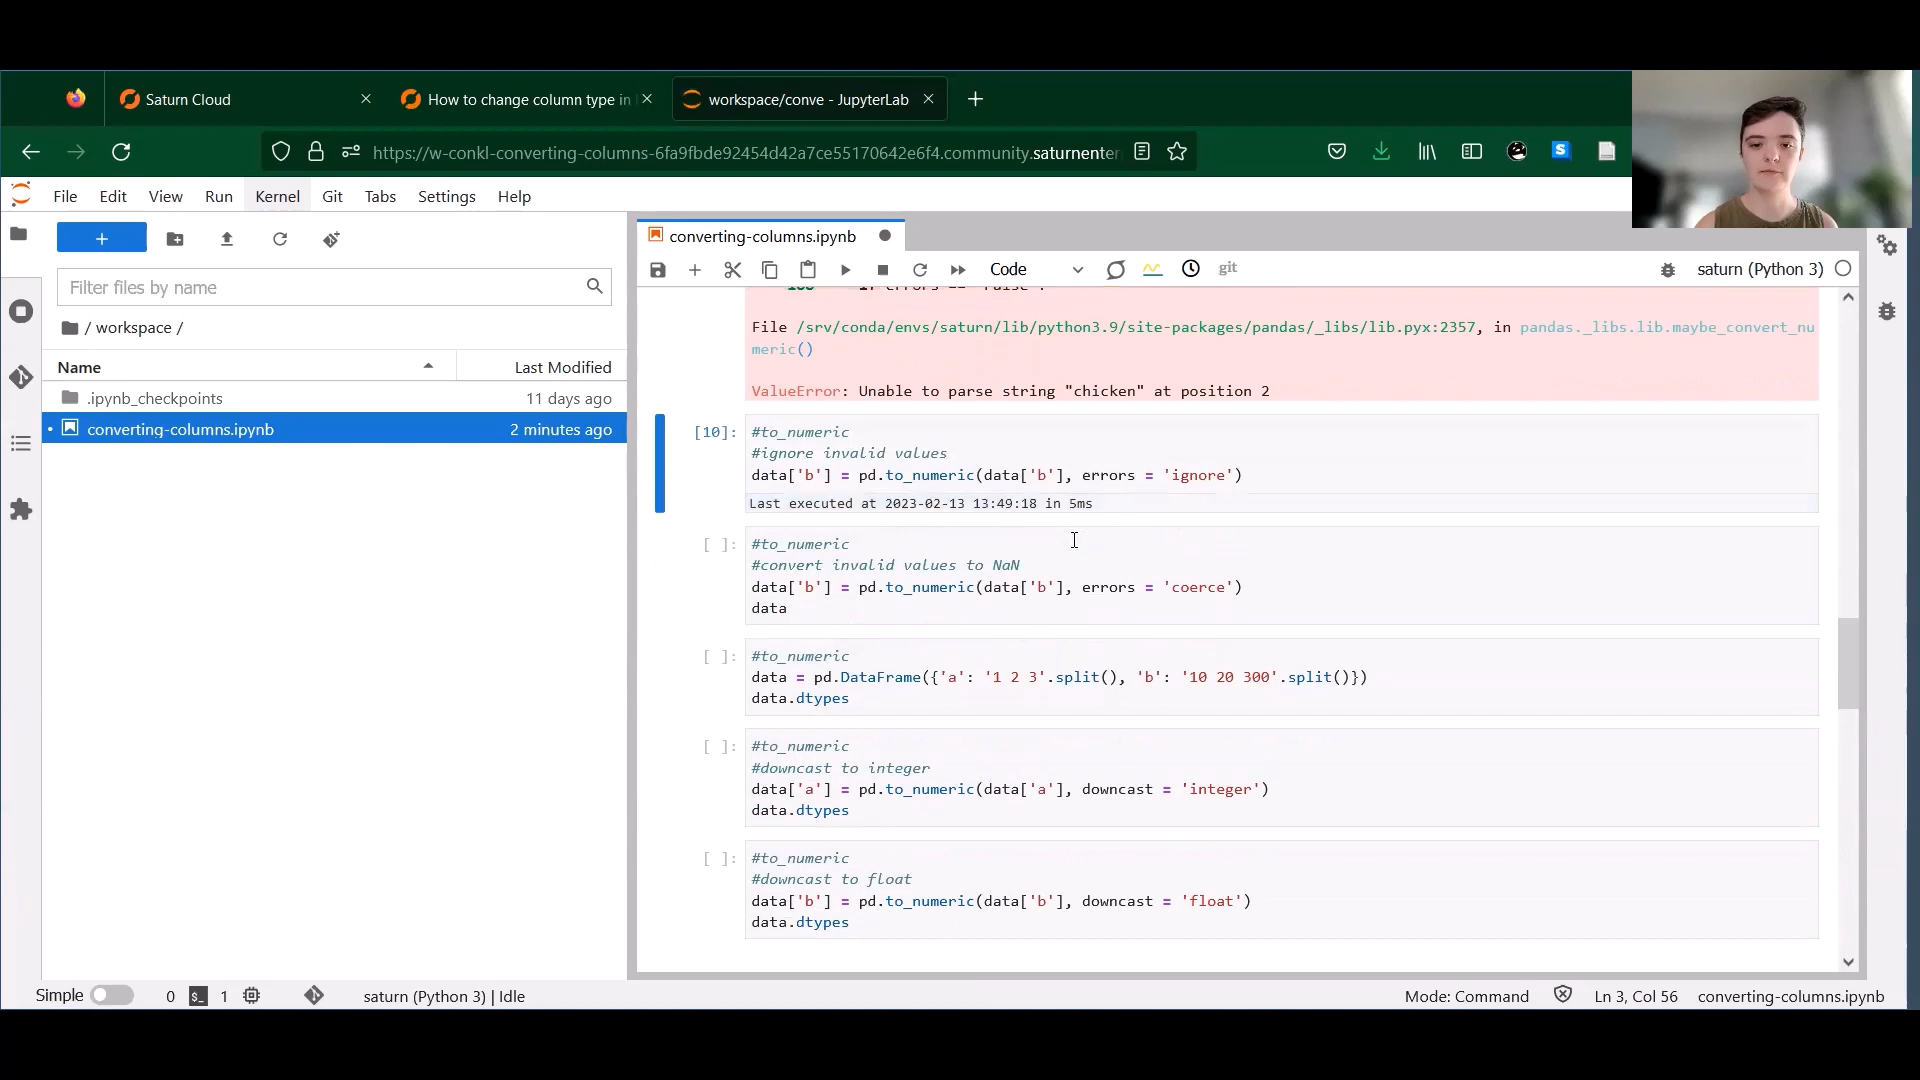 Saturn Cloud
How to change column type in
workspace/conve - JupyterLab
https://w-conkl-converting-columns-6fa9fbde92454d42a7ce55170642e6f4.community.saturnenter
File Edit View Run Kernel Git Tabs Settings Help
Filter files by name
/ workspace /
Name Last Modified
.ipynb_checkpoints 11 days ago
converting-columns.ipynb 2 minutes ago
converting-columns.ipynb
Code git saturn (Python 3)
File /srv/conda/envs/saturn/lib/python3.9/site-packages/pandas/_libs/lib.pyx:2357, in pandas._libs.lib.maybe_convert_nu
meric()
ValueError: Unable to parse string "chicken" at position 2
[10]: #to_numeric
#ignore invalid values
data['b'] = pd.to_numeric(data['b'], errors = 'ignore')
Last executed at 2023-02-13 13:49:18 in 5ms
[ ]: #to_numeric
#convert invalid values to NaN
data['b'] = pd.to_numeric(data['b'], errors = 'coerce')
data
[ ]: #to_numeric
data = pd.DataFrame({'a': '1 2 3'.split(), 'b': '10 20 300'.split()})
data.dtypes
[ ]: #to_numeric
#downcast to integer
data['a'] = pd.to_numeric(data['a'], downcast = 'integer')
data.dtypes
[ ]: #to_numeric
#downcast to float
data['b'] = pd.to_numeric(data['b'], downcast = 'float')
data.dtypes
Simple 0 $_ 1 saturn (Python 3) | Idle Mode: Command Ln 3, Col 56 converting-columns.ipynb